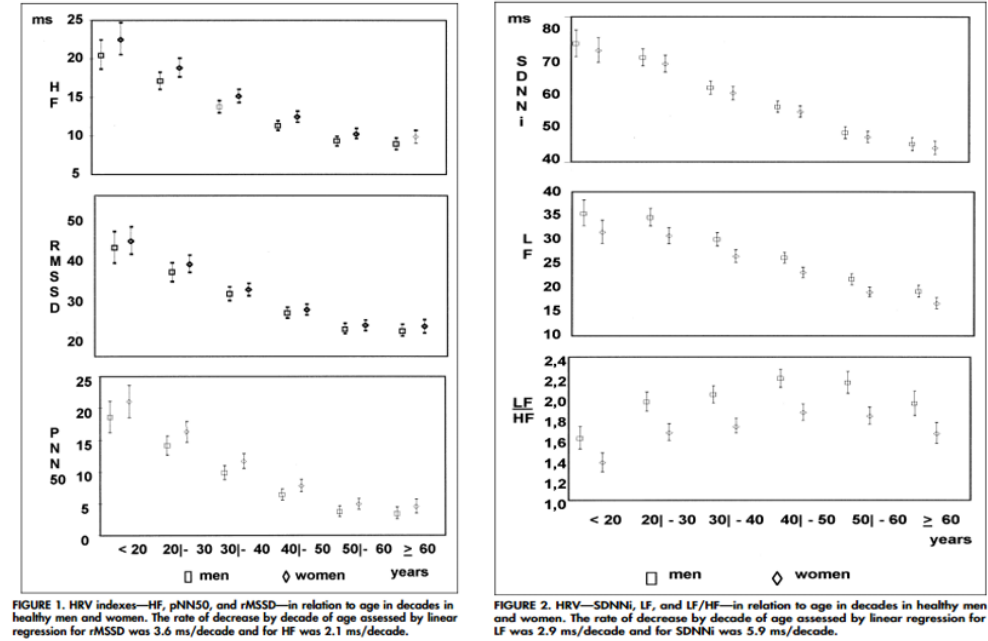 ms
25
20
15
10
5
H
F
50
40
30
20
R
M
S
S
D
25
20
15
10
5
0
P
N
N
50
< 20 20|- 30 30|- 40 40|- 50 50|- 60 ≥ 60
years
men women
FIGURE 1. HRV indexes—HF, pNN50, and rMSSD—in relation to age in decades in
healthy men and women. The rate of decrease by decade of age assessed by linear
regression for rMSSD was 3.6 ms/decade and for HF was 2.1 ms/decade.
ms
80
70
60
50
40
S
D
N
N
i
40
35
30
25
20
15
10
L
F
2,4
2,2
2,0
1,8
1,6
1,4
1,2
1,0
LF
HF
< 20 20|- 30 30|- 40 40|- 50 50|- 60 ≥ 60
years
men women
FIGURE 2. HRV—SDNNi, LF, and LF/HF—in relation to age in decades in healthy men
and women. The rate of decrease by decade of age assessed by linear regression for
LF was 2.9 ms/decade and for SDNNi was 5.9 ms/decade.